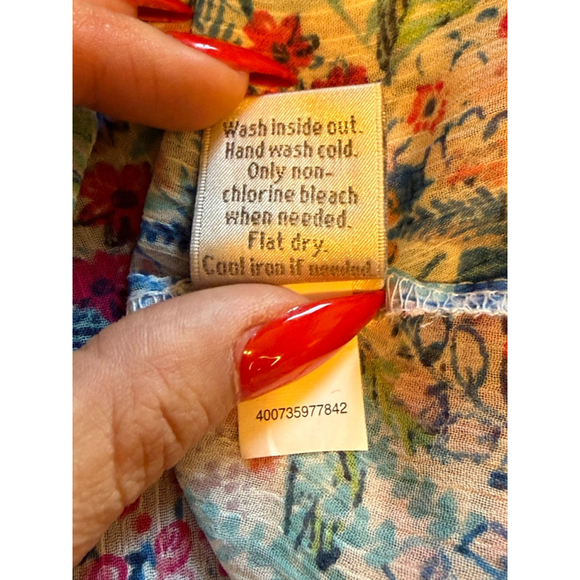 Wash inside out.
Hand wash cold.
Only non-
chlorine bleach
when needed.
Flat dry.
Cool iron if needed
400735977842